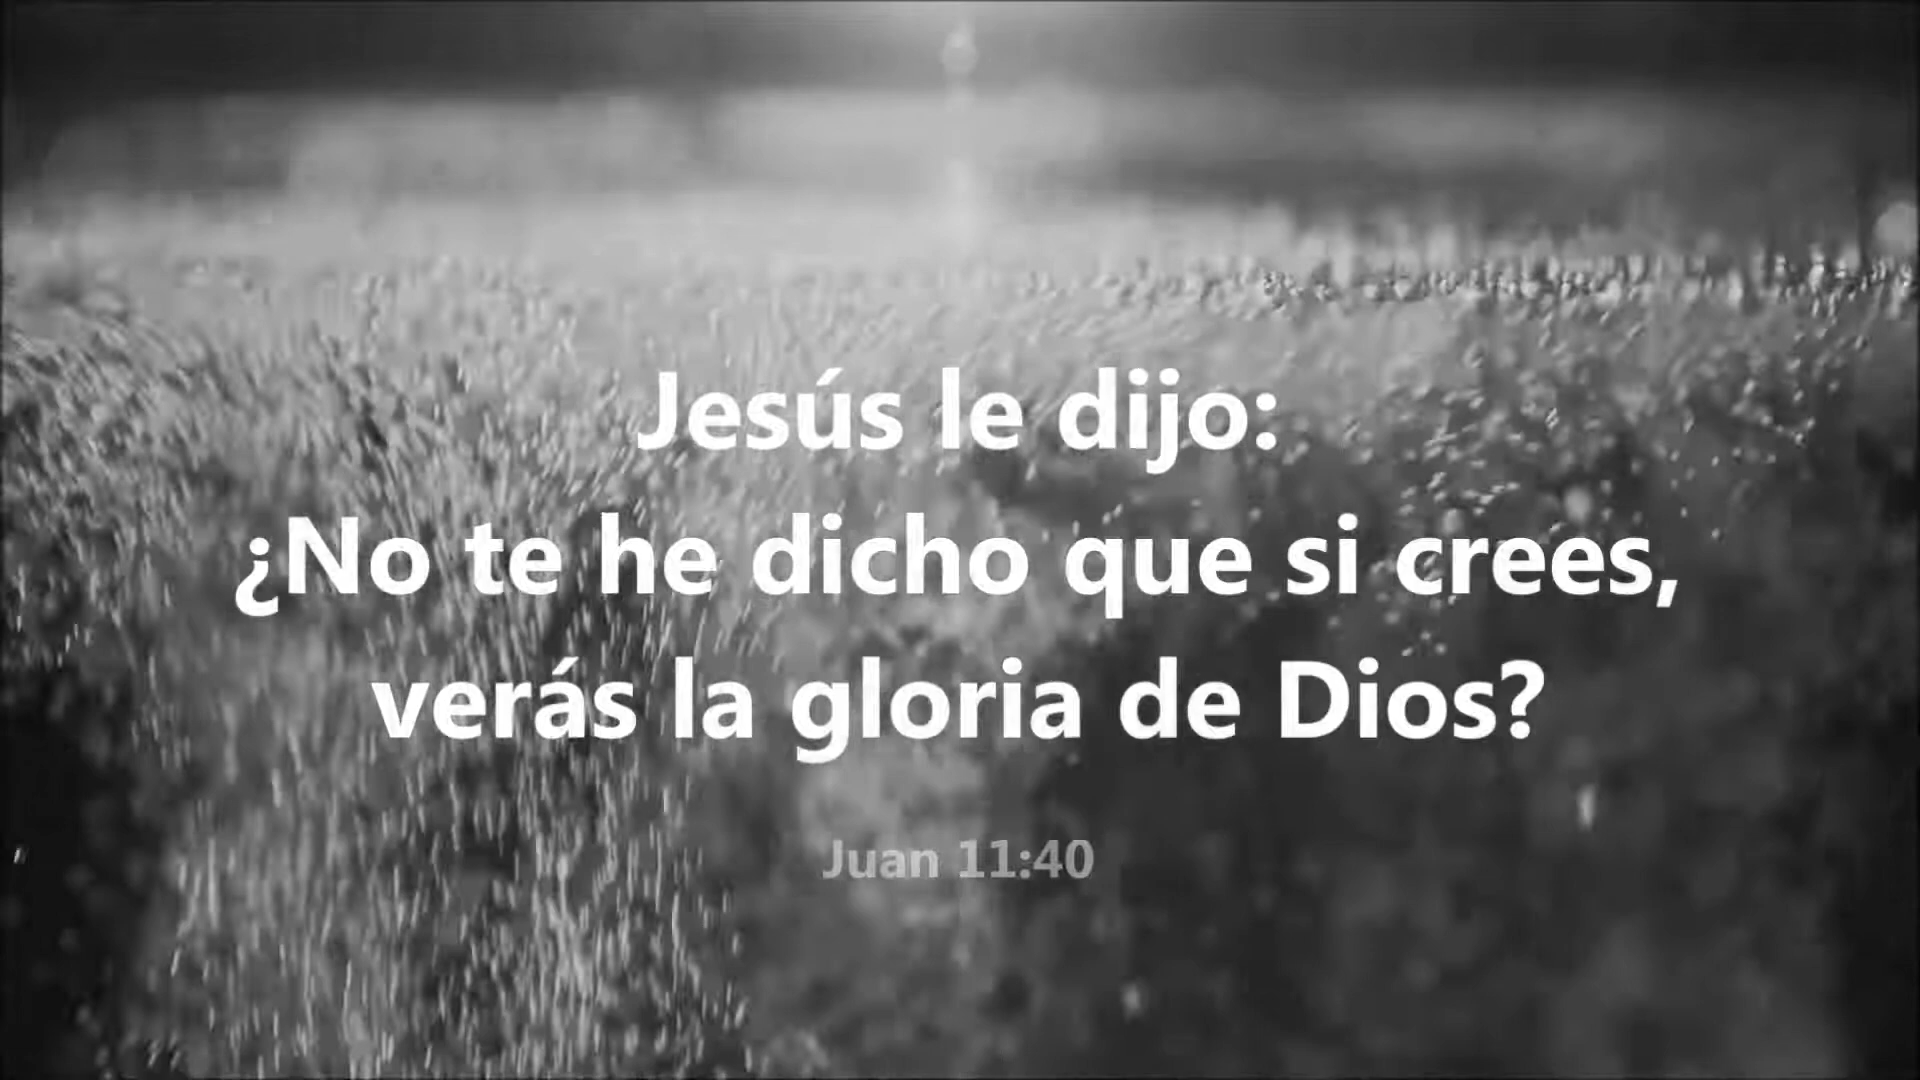 Jesús le dijo:
¿No te he dicho que si crees,
verás la gloria de Dios?
Juan 11:40